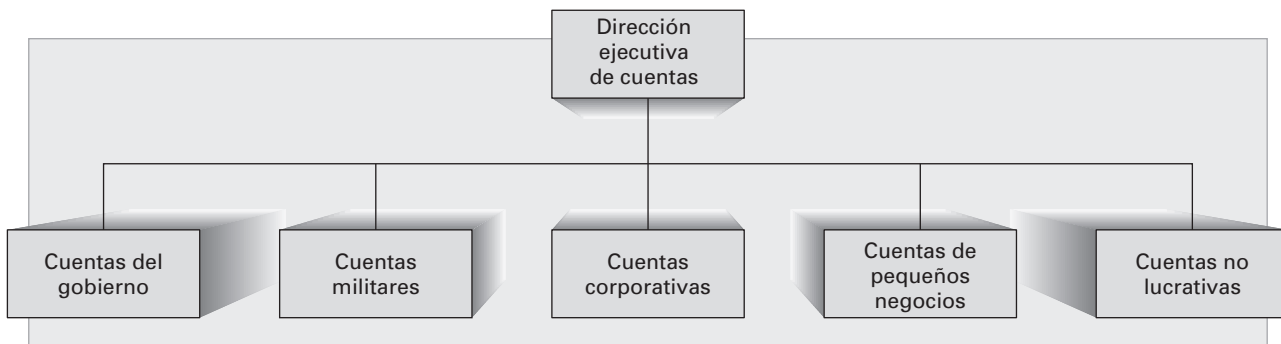 Dirección
ejecutiva
de cuentas
Cuentas del
gobierno
Cuentas
militares
Cuentas
corporativas
Cuentas de
pequeños
negocios
Cuentas no
lucrativas